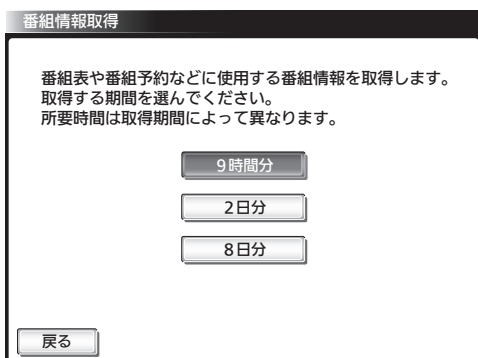 番組情報取得
番組表や番組予約などに使用する番組情報を取得します。
取得する期間を選んでください。
所要時間は取得期間によって異なります。
9時間分
2日分
8日分
戻る